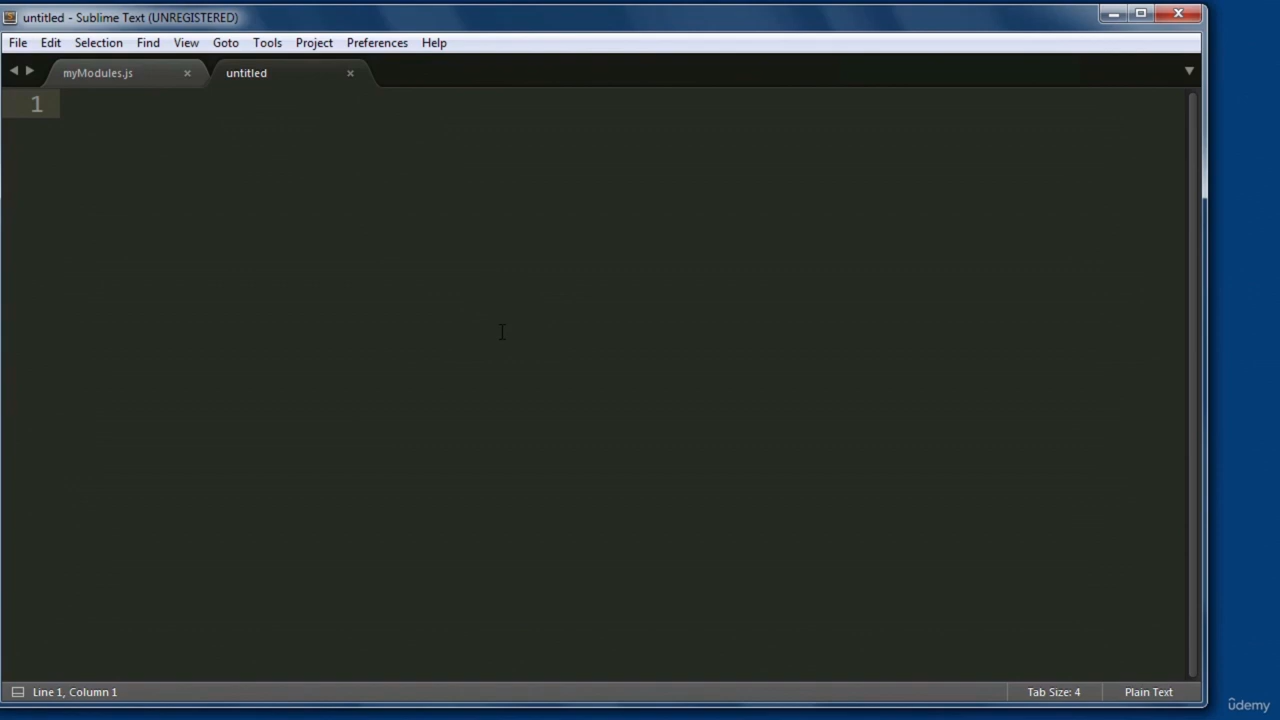 untitled - Sublime Text (UNREGISTERED)
File Edit Selection Find View Goto Tools Project Preferences Help
myModules.js untitled
1
Line 1, Column 1 Tab Size: 4 Plain Text
ûdemy